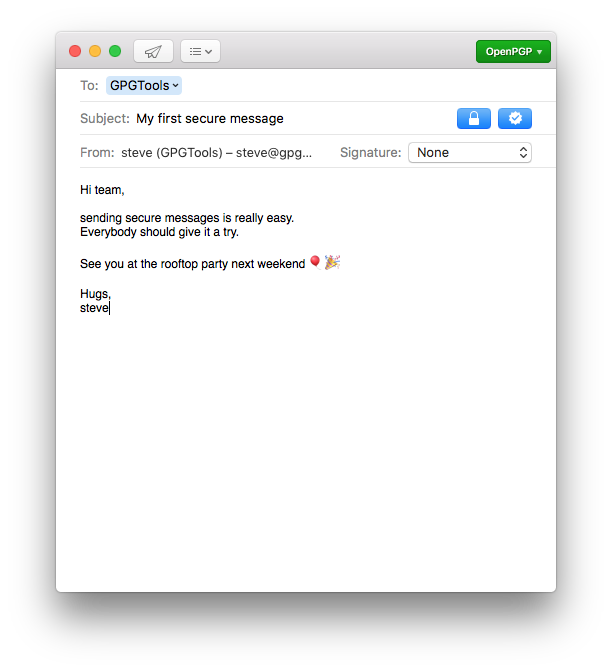 OpenPGP
To: GPGTools
Subject: My first secure message
From: steve (GPGTools) – steve@gpg... Signature: None
Hi team,
sending secure messages is really easy.
Everybody should give it a try.
See you at the rooftop party next weekend 🎈 🎉
Hugs,
steve